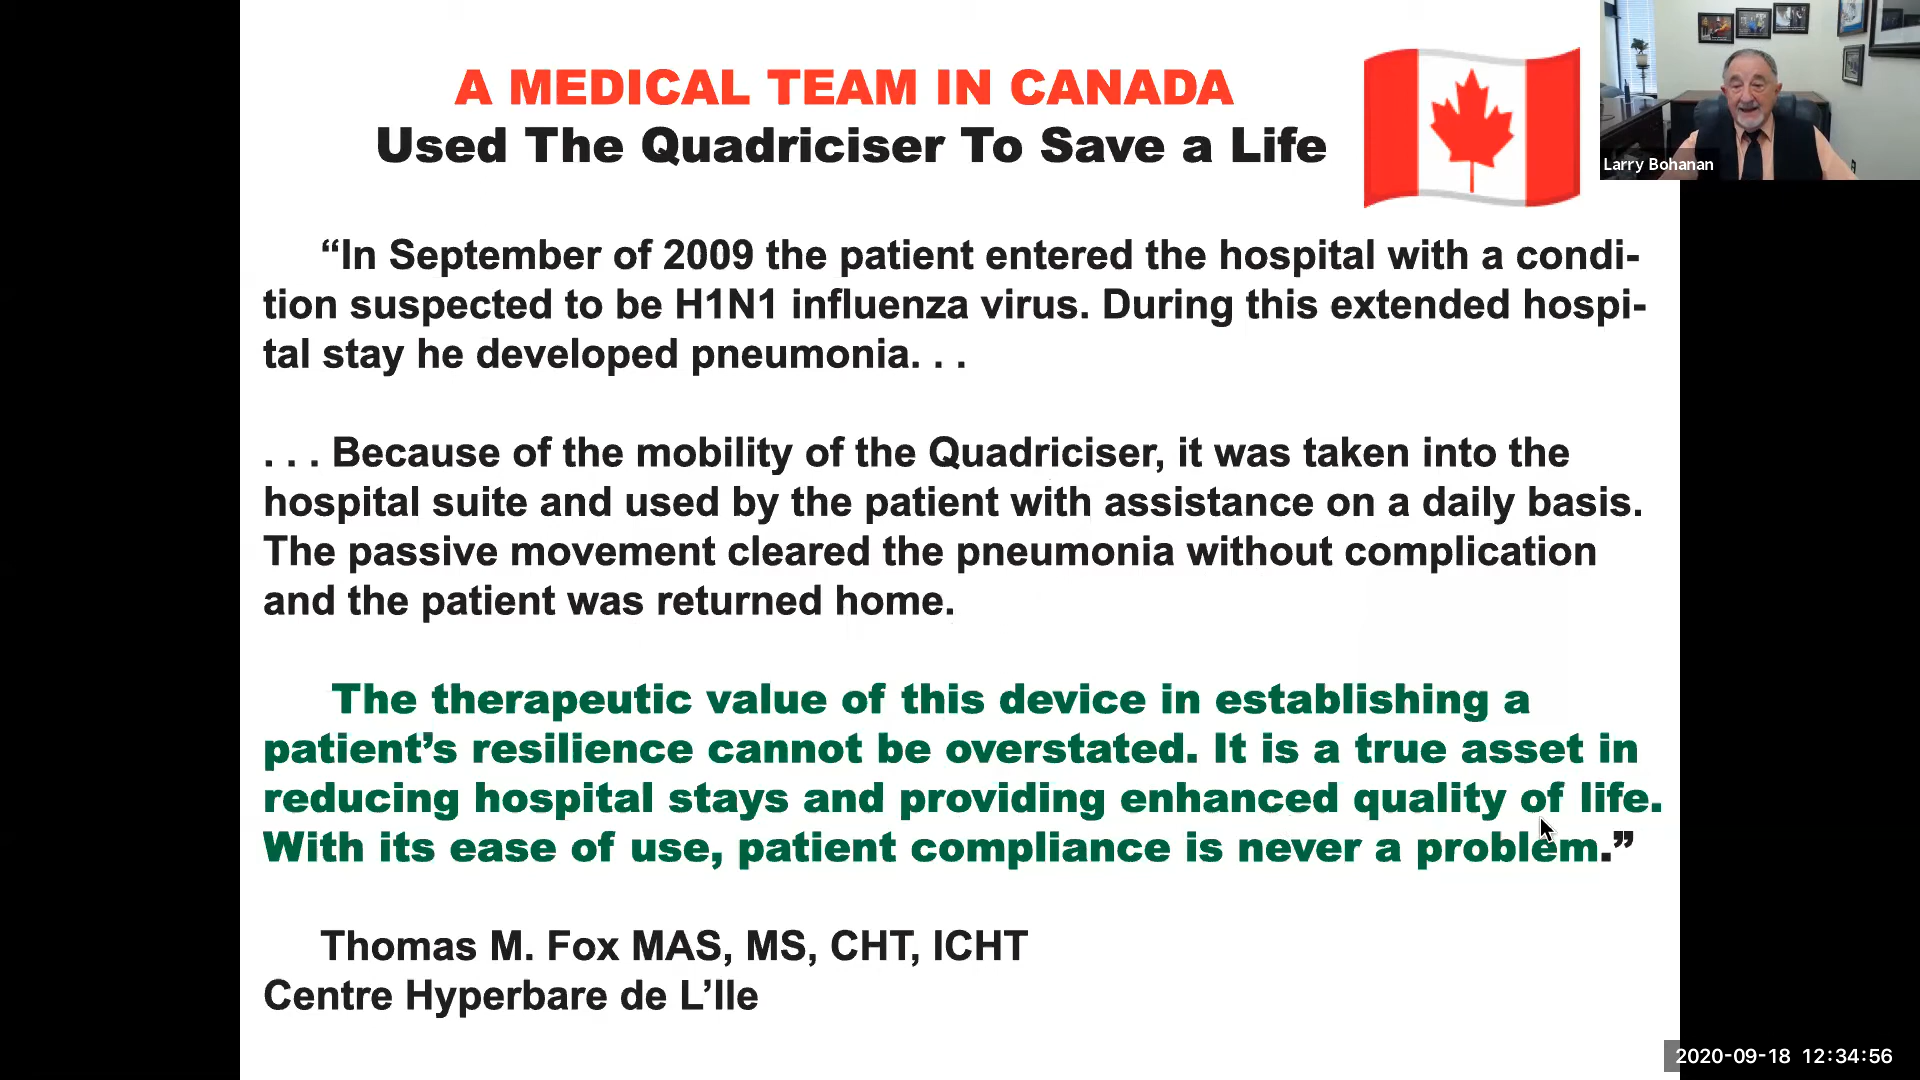 A MEDICAL TEAM IN CANADA
Used The Quadriciser To Save a Life
Larry Bohanan
“In September of 2009 the patient entered the hospital with a condi-
tion suspected to be H1N1 influenza virus. During this extended hospi-
tal stay he developed pneumonia. . .
. . . Because of the mobility of the Quadriciser, it was taken into the
hospital suite and used by the patient with assistance on a daily basis.
The passive movement cleared the pneumonia without complication
and the patient was returned home.
The therapeutic value of this device in establishing a
patient’s resilience cannot be overstated. It is a true asset in
reducing hospital stays and providing enhanced quality of life.
With its ease of use, patient compliance is never a problem.”
Thomas M. Fox MAS, MS, CHT, ICHT
Centre Hyperbare de L’Ile
2020-09-18 12:34:56